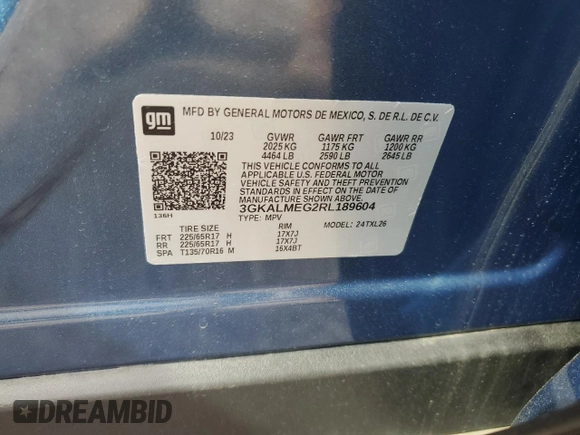 gm
MFD BY GENERAL MOTORS DE MEXICO, S. DE R.L. DE C.V.
10/23 GVWR GAWR FRT GAWR RR
2025 KG 1175 KG 1200 KG
4464 LB 2590 LB 2645 LB
THIS VEHICLE CONFORMS TO ALL
APPLICABLE U.S. FEDERAL MOTOR
VEHICLE SAFETY AND THEFT PREVENTION
STANDARDS IN EFFECT ON THE DATE
OF MANUFACTURE SHOWN ABOVE.
136H 3GKALMEG2RL189604
TYPE: MPV MODEL: 24TXL26
TIRE SIZE RIM
FRT 225/65R17 H 17X7J
RR 225/65R17 H 17X7J
SPA T135/70R16 M 16X4BT
DREAMBID